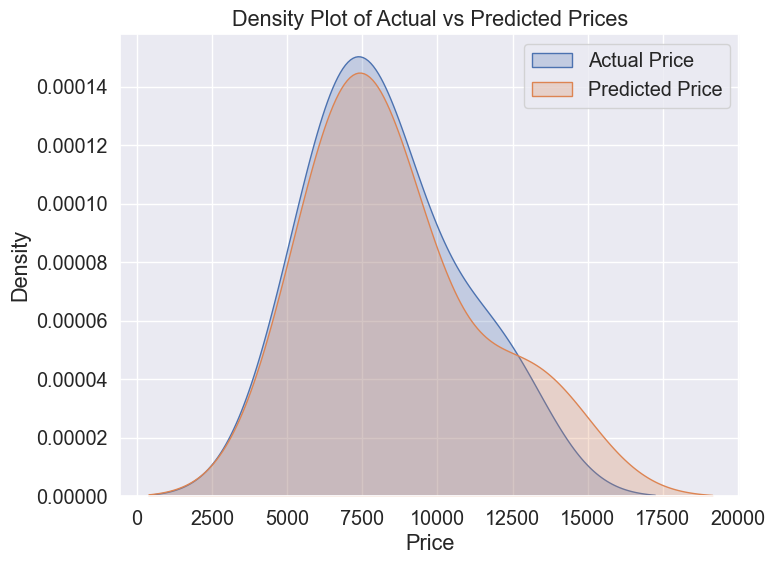 Density Plot of Actual vs Predicted Prices
Actual Price
Predicted Price
0.00014
0.00012
0.00010
0.00008
0.00006
0.00004
0.00002
0.00000
Density
0 2500 5000 7500 10000 12500 15000 17500 20000
Price